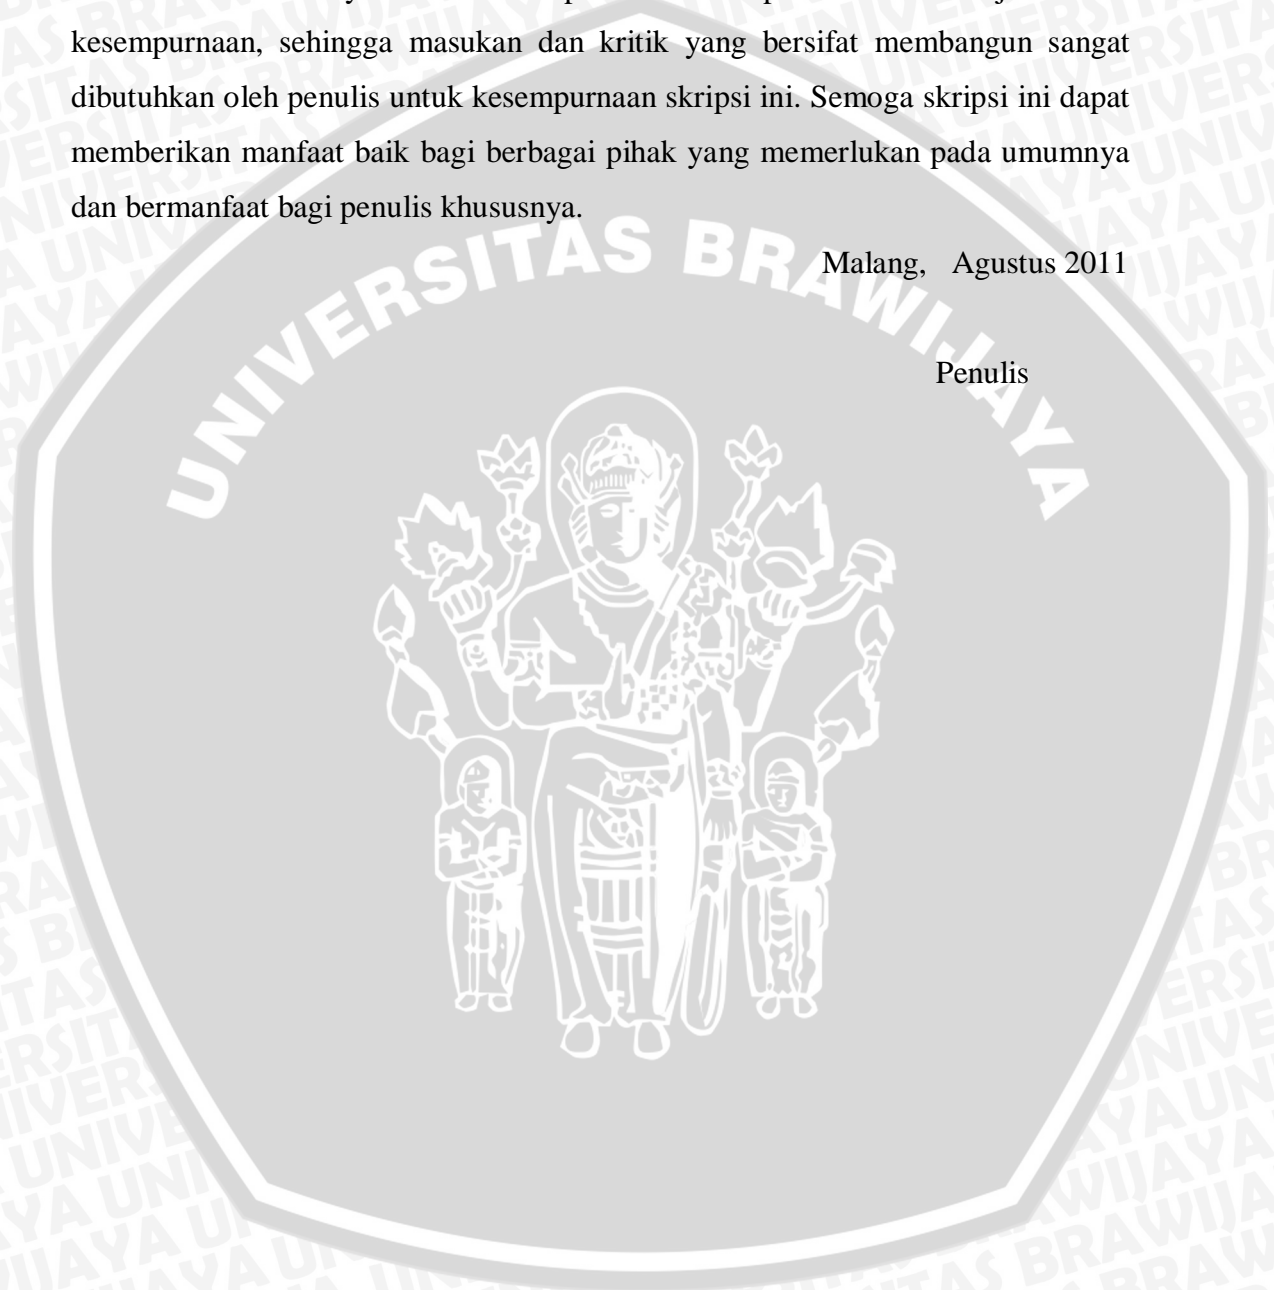 kesempurnaan, sehingga masukan dan kritik yang bersifat membangun sangat
dibutuhkan oleh penulis untuk kesempurnaan skripsi ini. Semoga skripsi ini dapat
memberikan manfaat baik bagi berbagai pihak yang memerlukan pada umumnya
dan bermanfaat bagi penulis khususnya.
UNIVERSITAS BRAWIJAYA
Malang, Agustus 2011
Penulis